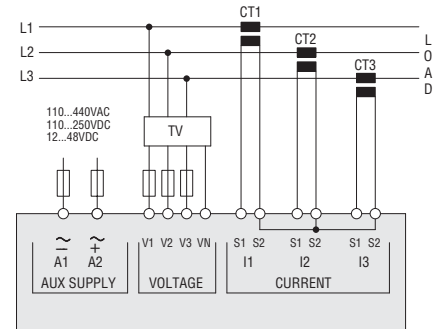 CT1
L1
CT2
L2
CT3
L3
L
O
A
D
110...440VAC
110...250VDC
12...48VDC
TV
V1 V2 V3 VN
S1 S2
S1 S2
S1 S2
~
–
~
+
A1
A2
I1
I2
I3
AUX SUPPLY
VOLTAGE
CURRENT